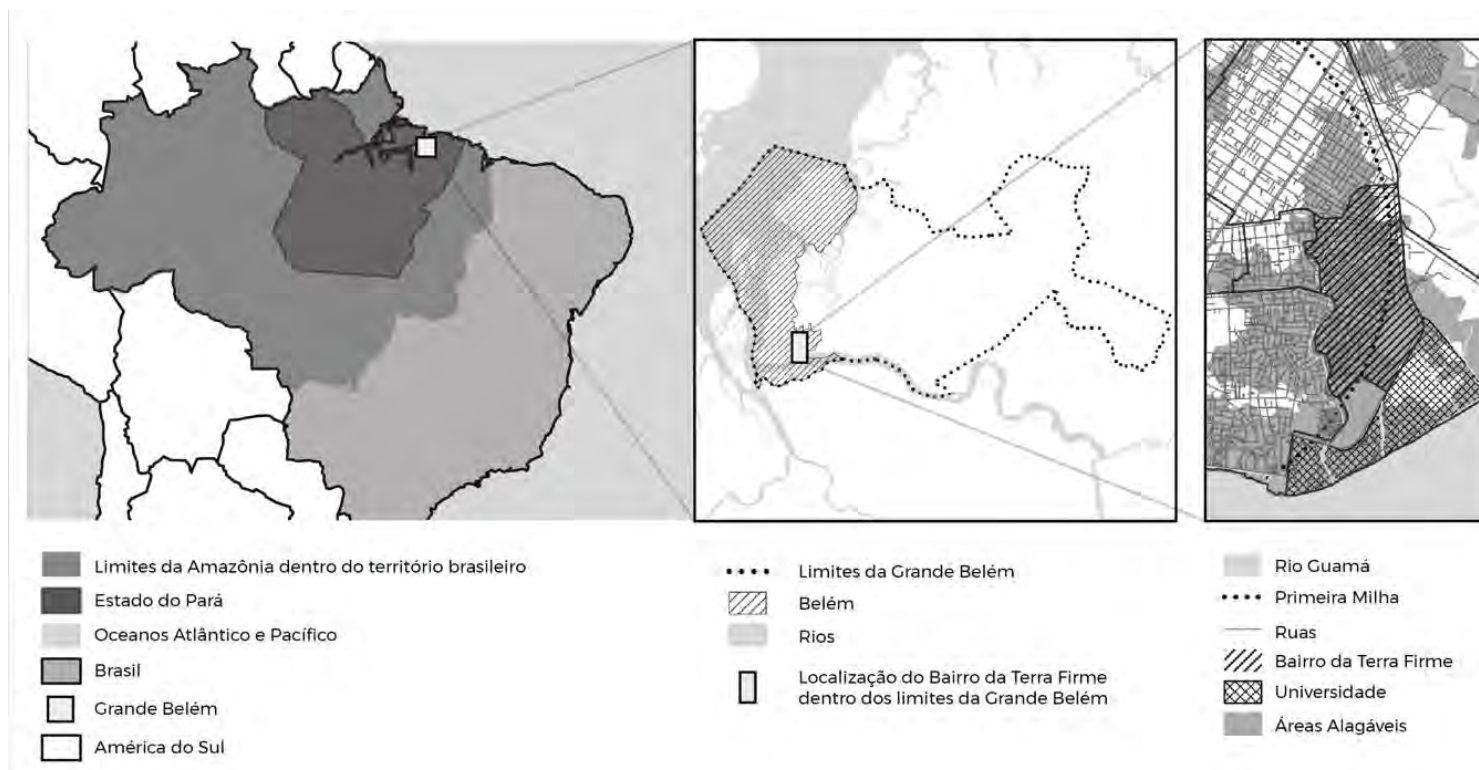 Limites da Amazônia dentro do território brasileiro
Estado do Pará
Oceanos Atlântico e Pacífico
Brasil
Grande Belém
América do Sul
Limites da Grande Belém
Belém
Rios
Localização do Bairro da Terra Firme
dentro dos limites da Grande Belém
Rio Guamá
Primeira Milha
Ruas
Bairro da Terra Firme
Universidade
Áreas Alagáveis